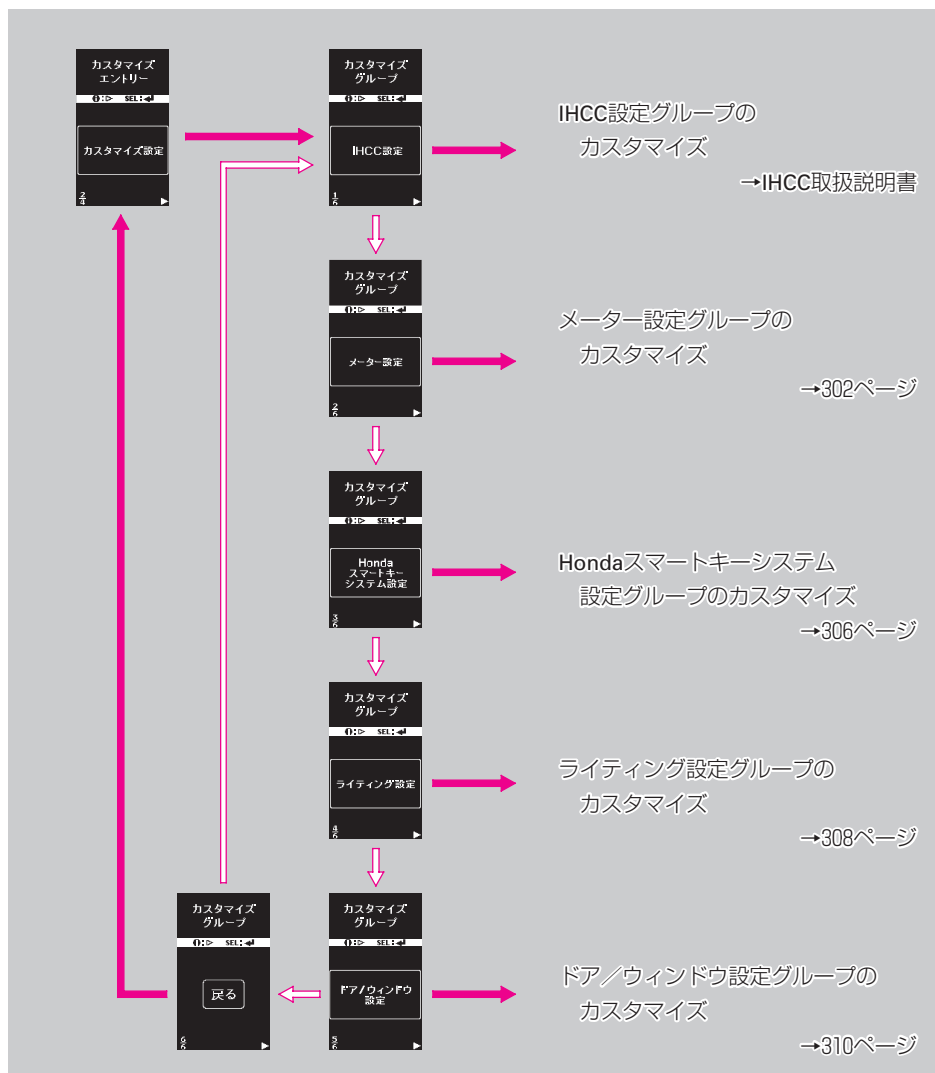 カスタマイズ
エントリー
ⓘ:▷ SEL:↵
カスタマイズ設定
2/4 ▶
カスタマイズ
グループ
ⓘ:▷ SEL:↵
IHCC設定
1/6 ▶
IHCC設定グループの
カスタマイズ
→IHCC取扱説明書
カスタマイズ
グループ
ⓘ:▷ SEL:↵
メーター設定
2/6 ▶
メーター設定グループの
カスタマイズ
→302ページ
カスタマイズ
グループ
ⓘ:▷ SEL:↵
Honda
スマートキー
システム設定
3/6 ▶
Hondaスマートキーシステム
設定グループのカスタマイズ
→306ページ
カスタマイズ
グループ
ⓘ:▷ SEL:↵
ライティング設定
4/6 ▶
ライティング設定グループの
カスタマイズ
→308ページ
カスタマイズ
グループ
ⓘ:▷ SEL:↵
戻る
6/6 ▶
カスタマイズ
グループ
ⓘ:▷ SEL:↵
ドア/ウィンドウ
設定
5/6 ▶
ドア/ウィンドウ設定グループの
カスタマイズ
→310ページ